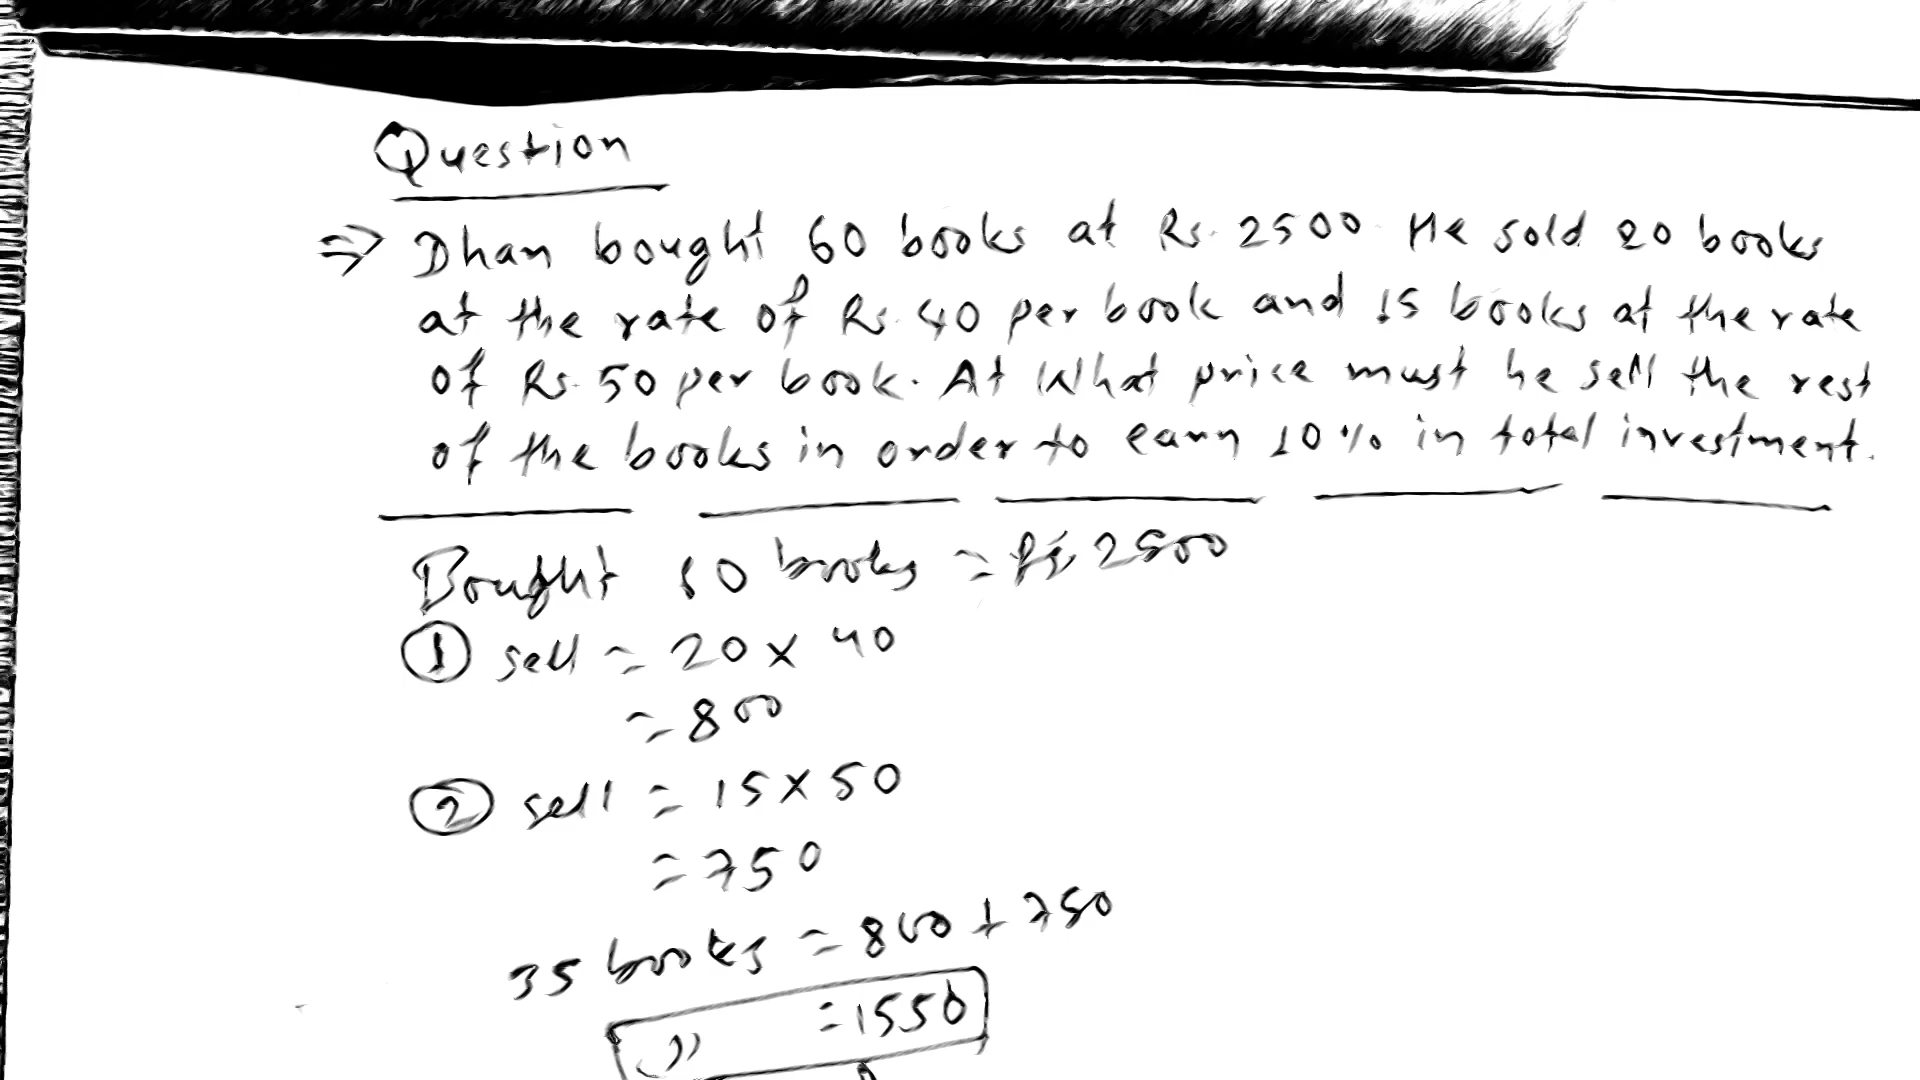 Question
⇒ Dhan bought 60 books at Rs. 2500. He sold 20 books
at the rate of Rs. 40 per book and 15 books at the rate
of Rs. 50 per book. At What price must he sell the rest
of the books in order to earn 10% in total investment.
Bought 60 books = Rs 2500
① sell = 20 x 40
= 800
② sell = 15 x 50
= 750
35 books = 800 + 750
" = 1550